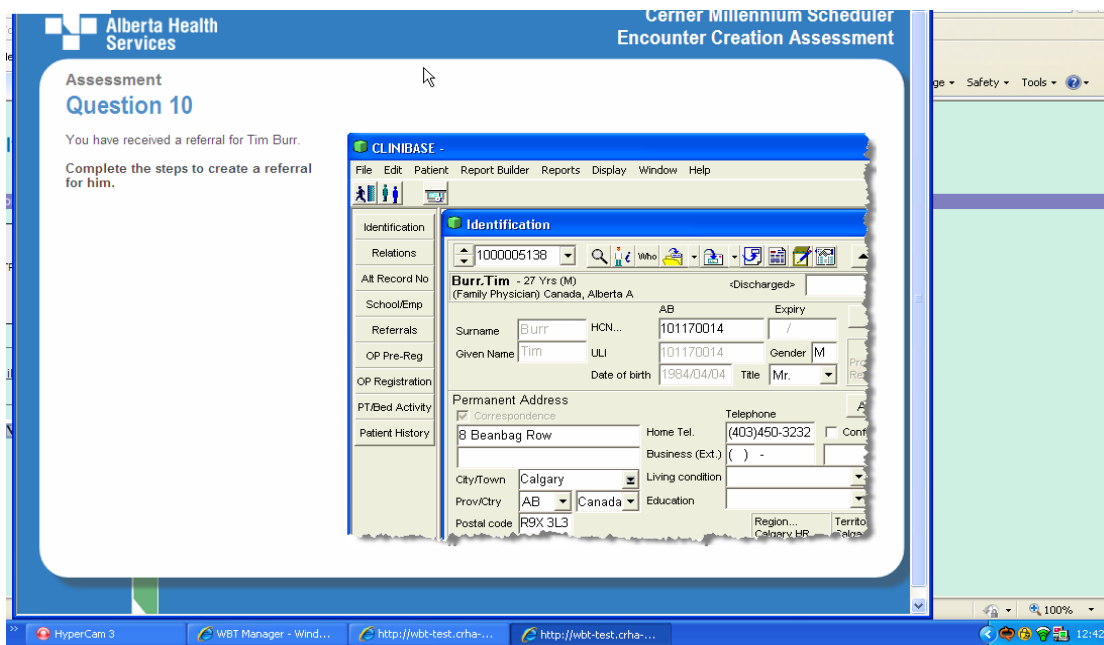 Alberta Health
Services
Cerner Millennium Scheduler
Encounter Creation Assessment
Assessment
Question 10
You have received a referral for Tim Burr.
Complete the steps to create a referral
for him.
Safety Tools
CLINIBASE -
File Edit Patient Report Builder Reports Display Window Help
Identification
Relations
Alt Record No
School/Emp
Referrals
OP Pre-Reg
OP Registration
PT/Bed Activity
Patient History
Identification
1000005138 Who
Burr,Tim - 27 Yrs (M) <Discharged>
(Family Physician) Canada, Alberta A
AB Expiry
Surname Burr HCN... 101170014 /
Given Name Tim ULI 101170014 Gender M
Date of birth 1984/04/04 Title Mr.
Permanent Address
Correspondence Telephone
8 Beanbag Row Home Tel. (403)450-3232 Conf
Business (Ext.) ( ) -
City/Town Calgary Living condition
Prov/Ctry AB Canada Education
Postal code R9X 3L3 Region... Territo
Calgary HR
HyperCam 3 WBT Manager - Wind... http://wbt-test.crha-... http://wbt-test.crha-...
100%
12:42